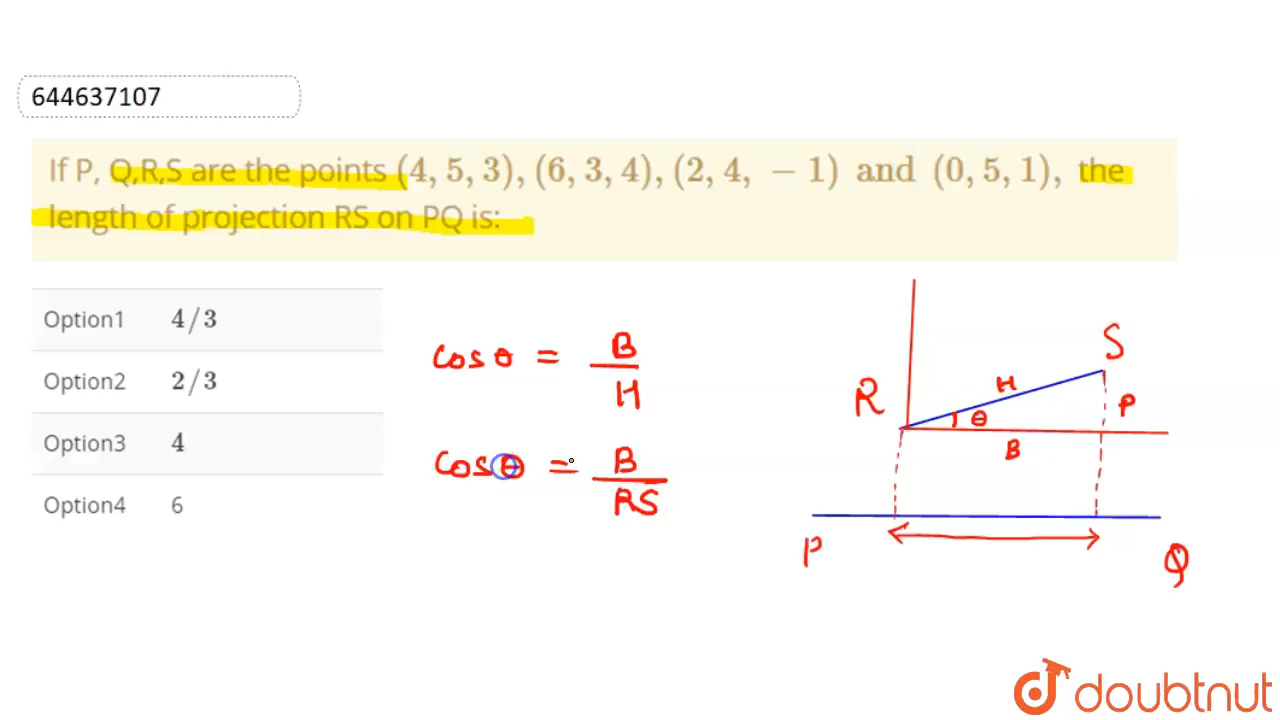 644637107
If P, Q,R,S are the points (4, 5, 3), (6, 3, 4), (2, 4, −1) and (0, 5, 1), the
length of projection RS on PQ is:
Option1 4/3
Option2 2/3
Option3 4
Option4 6
cosθ = B/H
cosθ = B/RS
S
H
R
P
θ
B
P
Q
doubtnut